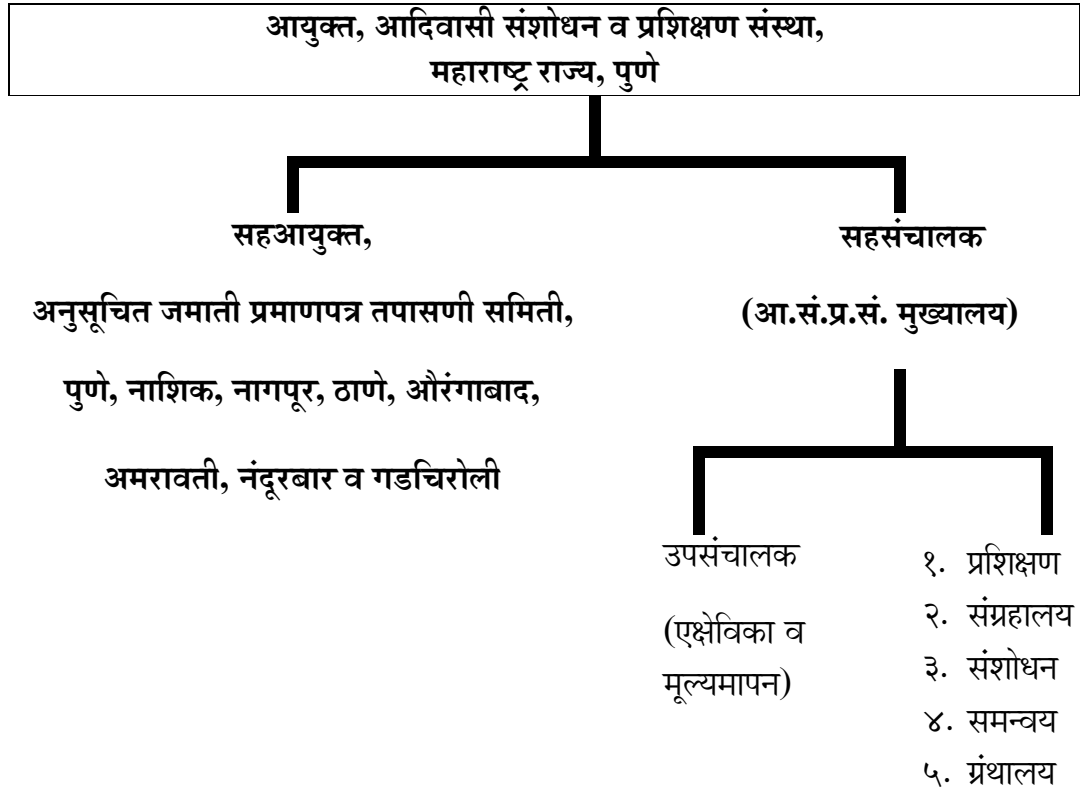 आयुक्त, आदिवासी संशोधन व प्रशिक्षण संस्था,
महाराष्ट्र राज्य, पुणे
सहआयुक्त,
अनुसूचित जमाती प्रमाणपत्र तपासणी समिती,
पुणे, नाशिक, नागपूर, ठाणे, औरंगाबाद,
अमरावती, नंदूरबार व गडचिरोली
सहसंचालक
(आ.सं.प्र.सं. मुख्यालय)
उपसंचालक
(एक्षेविका व
मूल्यमापन)
१. प्रशिक्षण
२. संग्रहालय
३. संशोधन
४. समन्वय
५. ग्रंथालय